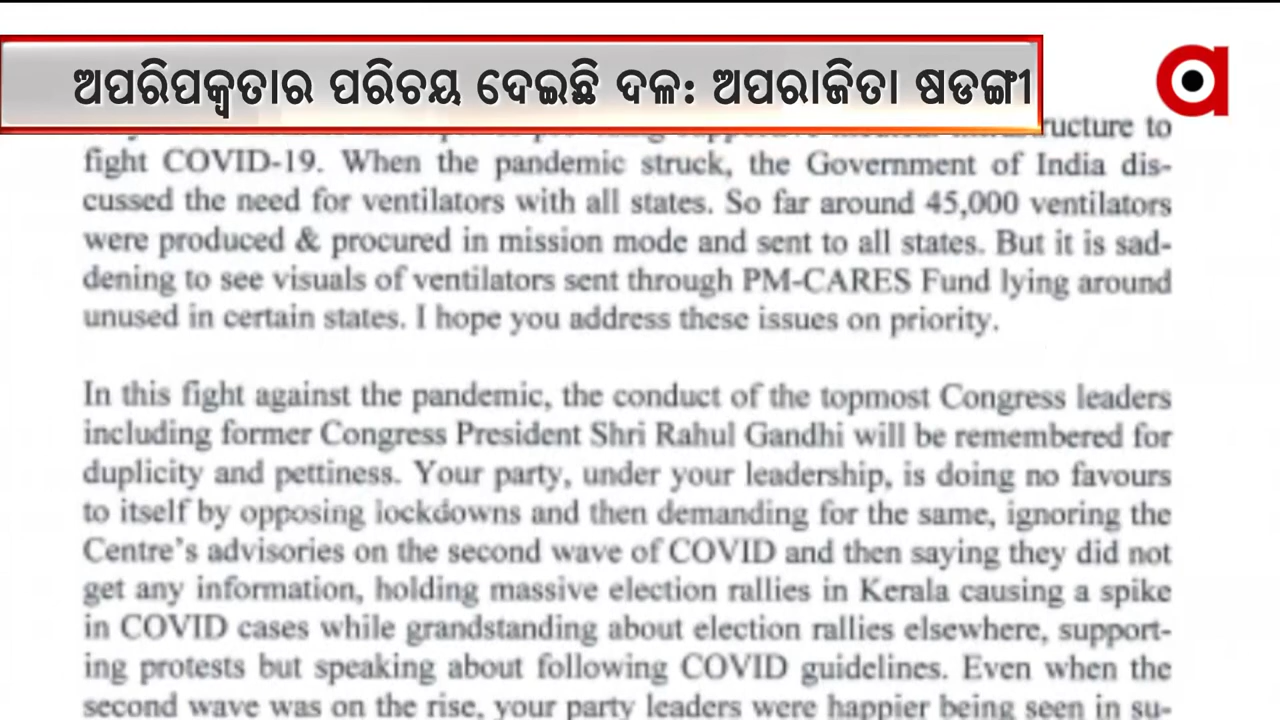 ଅପରିପକ୍ୱତାର ପରିଚୟ ଦେଇଛି ଦଳ: ଅପରାଜିତା ଷଡଙ୍ଗୀ
ructure to
fight COVID-19. When the pandemic struck, the Government of India dis-
cussed the need for ventilators with all states. So far around 45,000 ventilators
were produced & procured in mission mode and sent to all states. But it is sad-
dening to see visuals of ventilators sent through PM-CARES Fund lying around
unused in certain states. I hope you address these issues on priority.
In this fight against the pandemic, the conduct of the topmost Congress leaders
including former Congress President Shri Rahul Gandhi will be remembered for
duplicity and pettiness. Your party, under your leadership, is doing no favours
to itself by opposing lockdowns and then demanding for the same, ignoring the
Centre's advisories on the second wave of COVID and then saying they did not
get any information, holding massive election rallies in Kerala causing a spike
in COVID cases while grandstanding about election rallies elsewhere, support-
ing protests but speaking about following COVID guidelines. Even when the
second wave was on the rise, your party leaders were happier being seen in su-